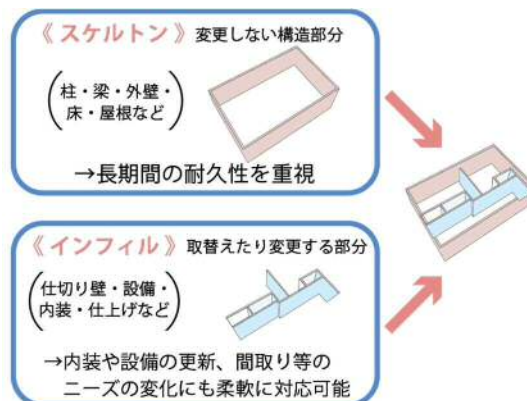 《 スケルトン 》 変更しない構造部分
（柱・梁・外壁・
床・屋根など）
→長期間の耐久性を重視
《 インフィル 》 取替えたり変更する部分
（仕切り壁・設備・
内装・仕上げなど）
→内装や設備の更新、間取り等の
ニーズの変化にも柔軟に対応可能